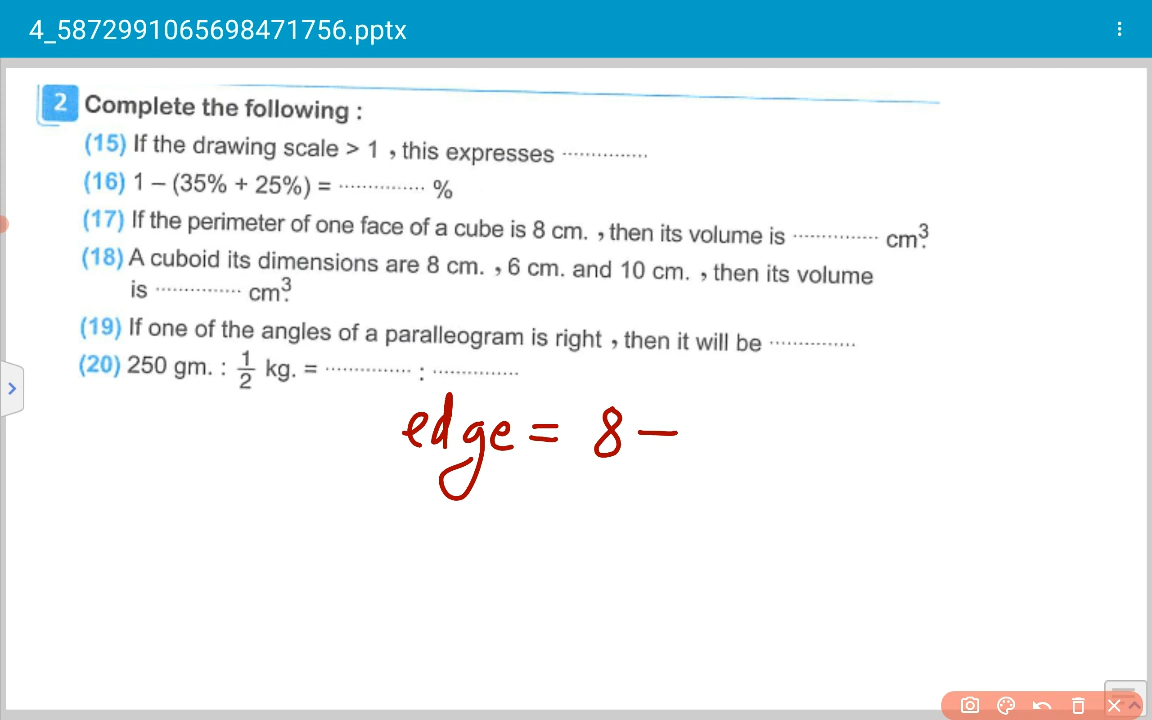 4_5872991065698471756.pptx
2 Complete the following :
(15) If the drawing scale > 1 , this expresses ...............
(16) 1 – (35% + 25%) = ............... %
(17) If the perimeter of one face of a cube is 8 cm. , then its volume is ............... cm³.
(18) A cuboid its dimensions are 8 cm. , 6 cm. and 10 cm. , then its volume
is ............... cm³.
(19) If one of the angles of a paralleogram is right , then it will be ...............
(20) 250 gm. : 1/2 kg. = ............... : ...............
edge = 8 –